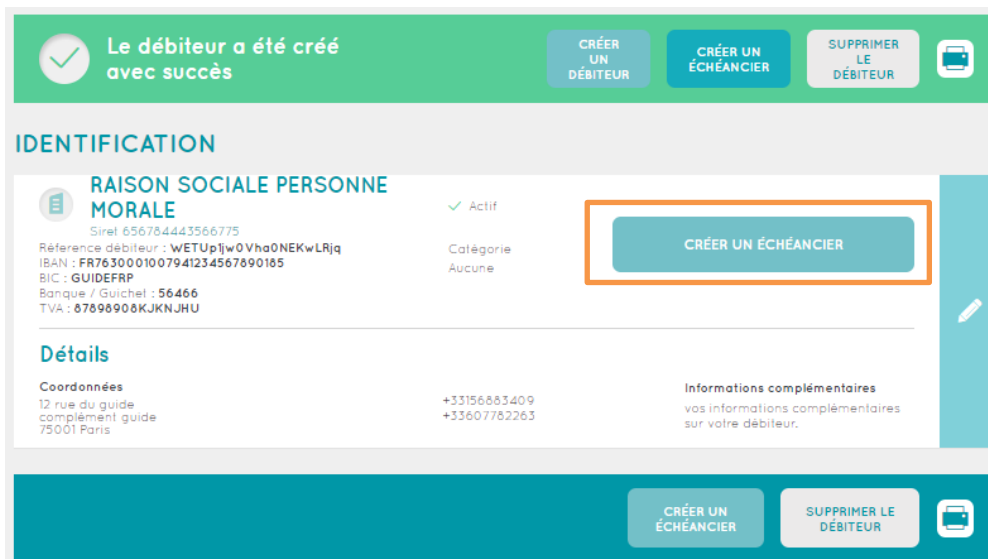 Le débiteur a été créé
avec succès
CRÉER
UN
DÉBITEUR
CRÉER UN
ÉCHÉANCIER
SUPPRIMER
LE
DÉBITEUR
IDENTIFICATION
RAISON SOCIALE PERSONNE
MORALE
Siret 656784443566775
Réference débiteur : WETUp1jw0Vha0NEKwLRjq
IBAN : FR7630001007941234567890185
BIC : GUIDEFRP
Banque / Guichet : 56466
TVA : 87898908KJKNJHU
Actif
Catégorie
Aucune
CRÉER UN ÉCHÉANCIER
Détails
Coordonnées
12 rue du guide
complément guide
75001 Paris
+33156883409
+33607782263
Informations complémentaires
vos informations complémentaires
sur votre débiteur.
CRÉER UN
ÉCHÉANCIER
SUPPRIMER LE
DÉBITEUR